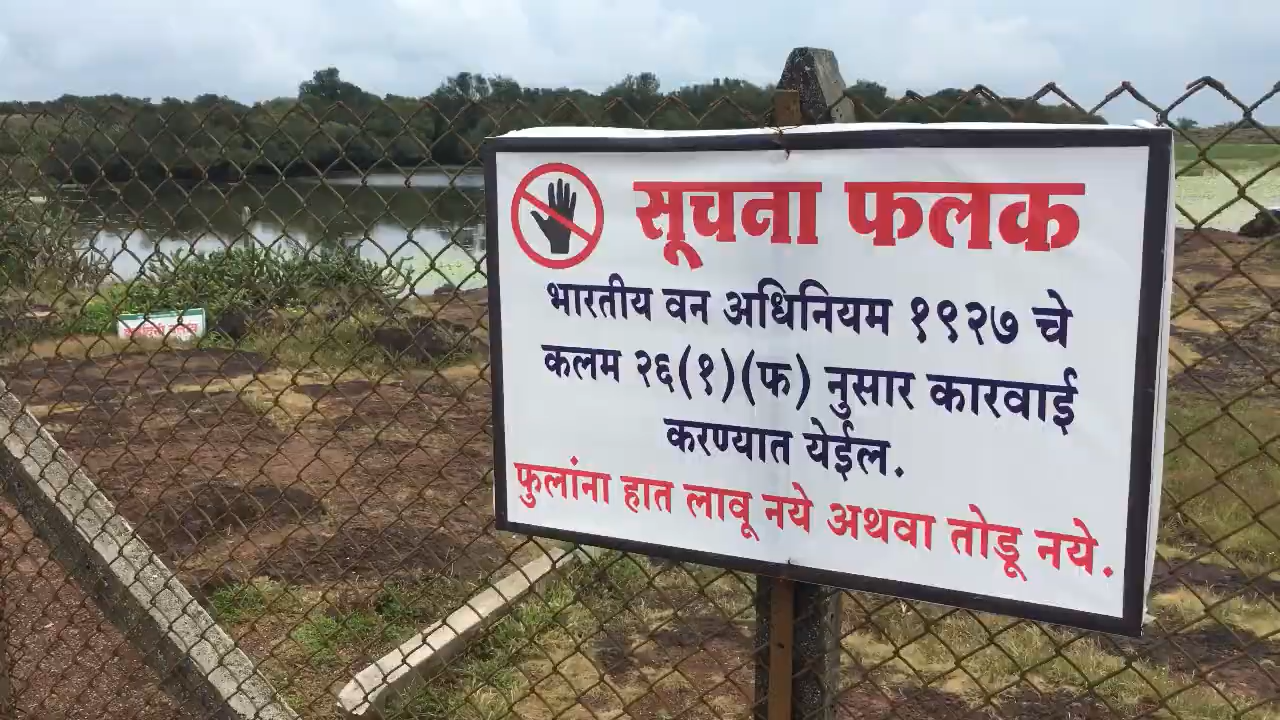 सूचना फलक
भारतीय वन अधिनियम १९२७ चे
कलम २६(१)(फ) नुसार कारवाई
करण्यात येईल.
फुलांना हात लावू नये अथवा तोडू नये.